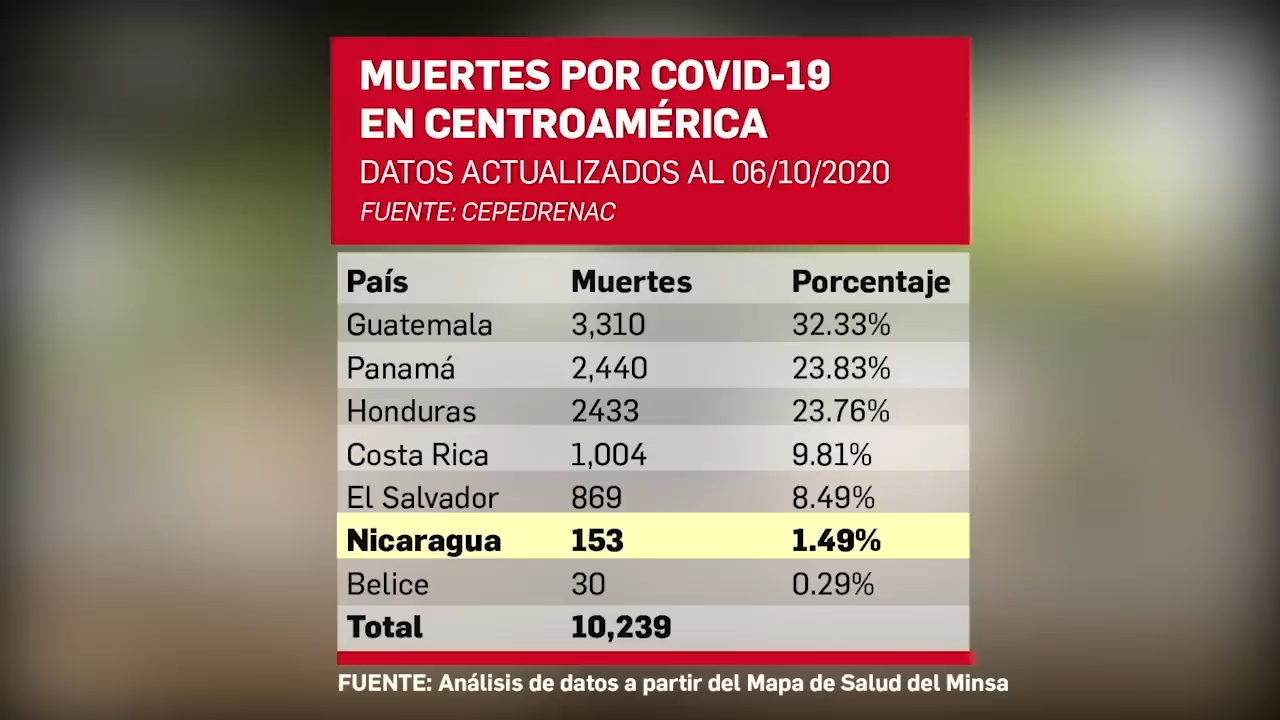 MUERTES POR COVID-19
EN CENTROAMÉRICA
DATOS ACTUALIZADOS AL 06/10/2020
FUENTE: CEPEDRENAC
País Muertes Porcentaje
Guatemala 3,310 32.33%
Panamá 2,440 23.83%
Honduras 2433 23.76%
Costa Rica 1,004 9.81%
El Salvador 869 8.49%
Nicaragua 153 1.49%
Belice 30 0.29%
Total 10,239
FUENTE: Análisis de datos a partir del Mapa de Salud del Minsa